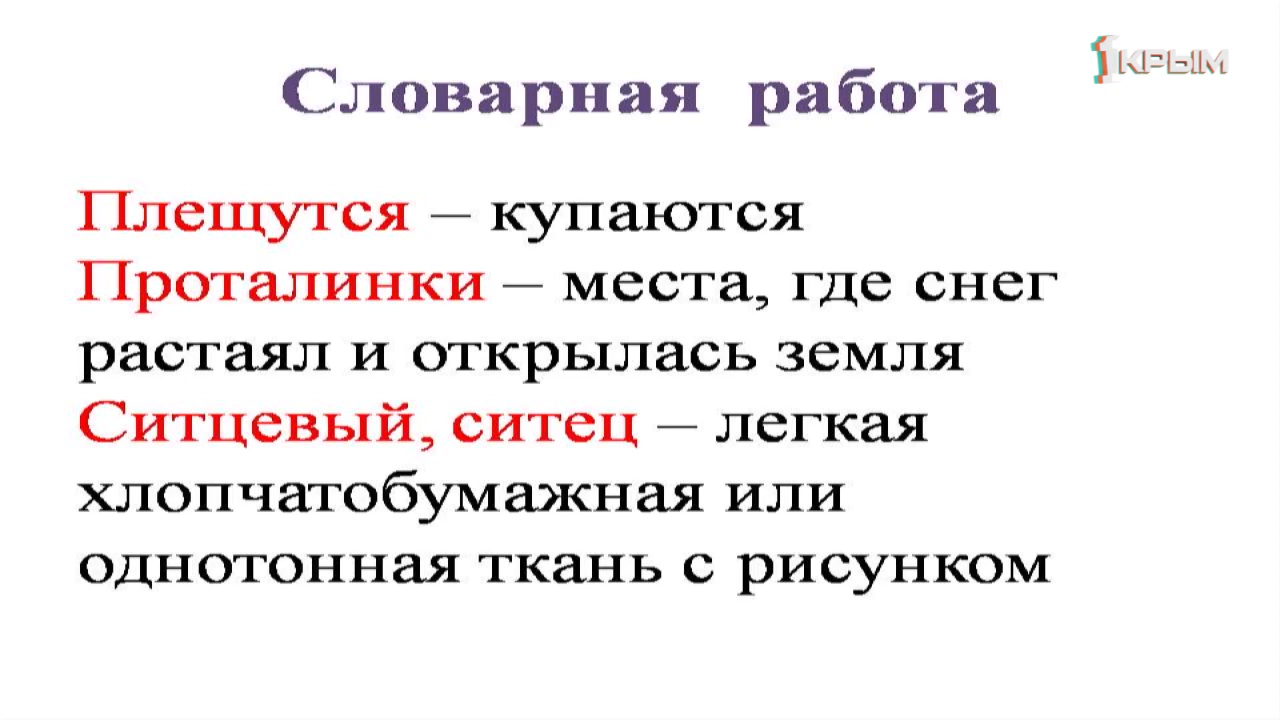 1КРЫМ
Словарная работа
Плещутся – купаются
Проталинки – места, где снег
растаял и открылась земля
Ситцевый, ситец – легкая
хлопчатобумажная или
однотонная ткань с рисунком